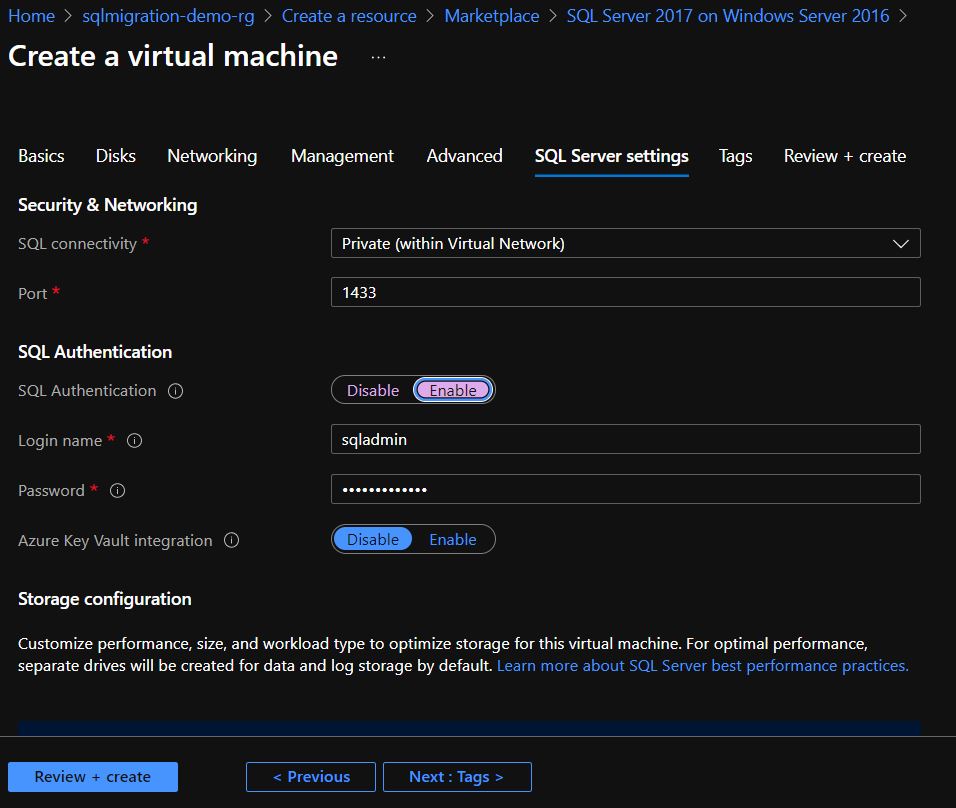 Home > sqlmigration-demo-rg > Create a resource > Marketplace > SQL Server 2017 on Windows Server 2016 >
Create a virtual machine ...
Basics Disks Networking Management Advanced SQL Server settings Tags Review + create
Security & Networking
SQL connectivity * Private (within Virtual Network)
Port * 1433
SQL Authentication
SQL Authentication Disable Enable
Login name * sqladmin
Password * •••••••••••••
Azure Key Vault integration Disable Enable
Storage configuration
Customize performance, size, and workload type to optimize storage for this virtual machine. For optimal performance,
separate drives will be created for data and log storage by default. Learn more about SQL Server best performance practices.
Review + create < Previous Next : Tags >